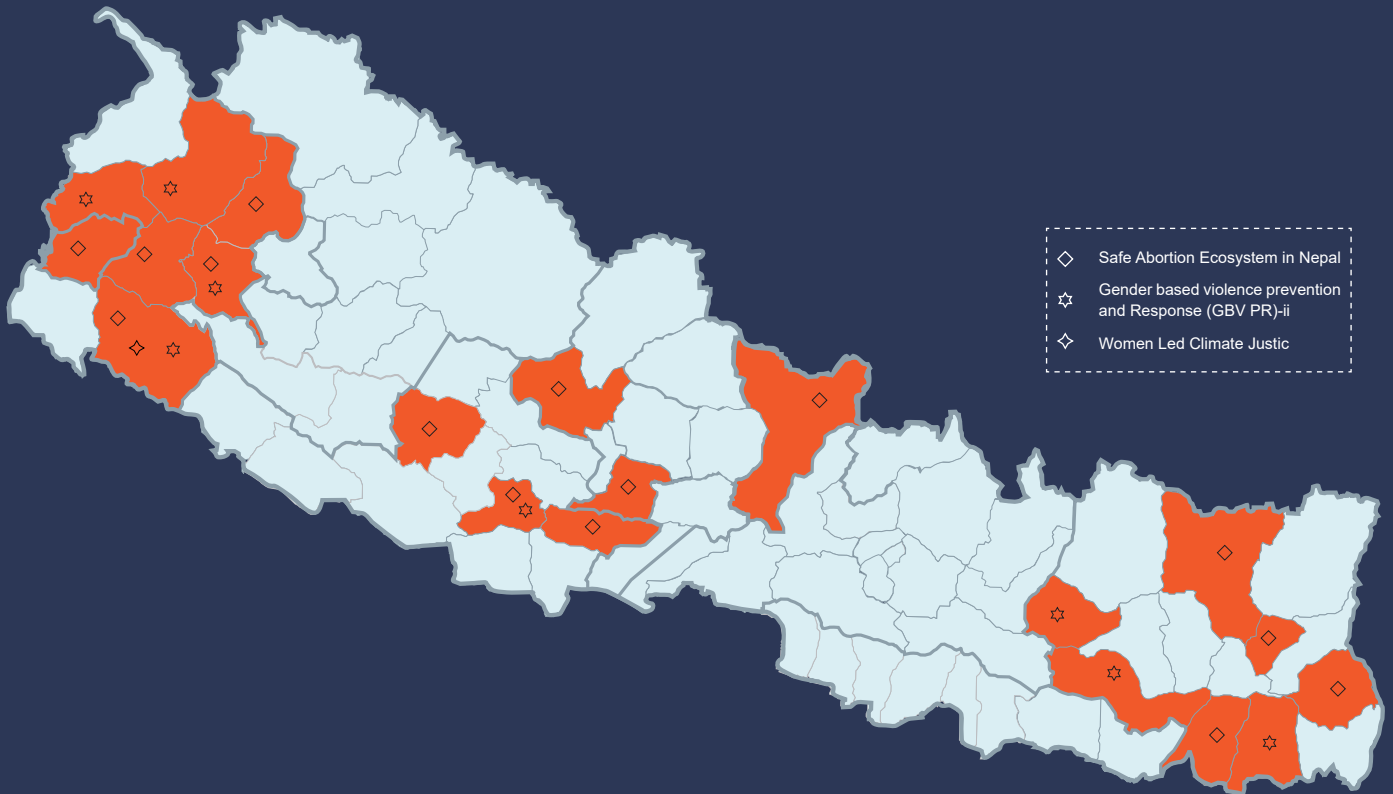 Safe Abortion Ecosystem in Nepal
Gender based violence prevention
and Response (GBV PR)-ii
Women Led Climate Justic